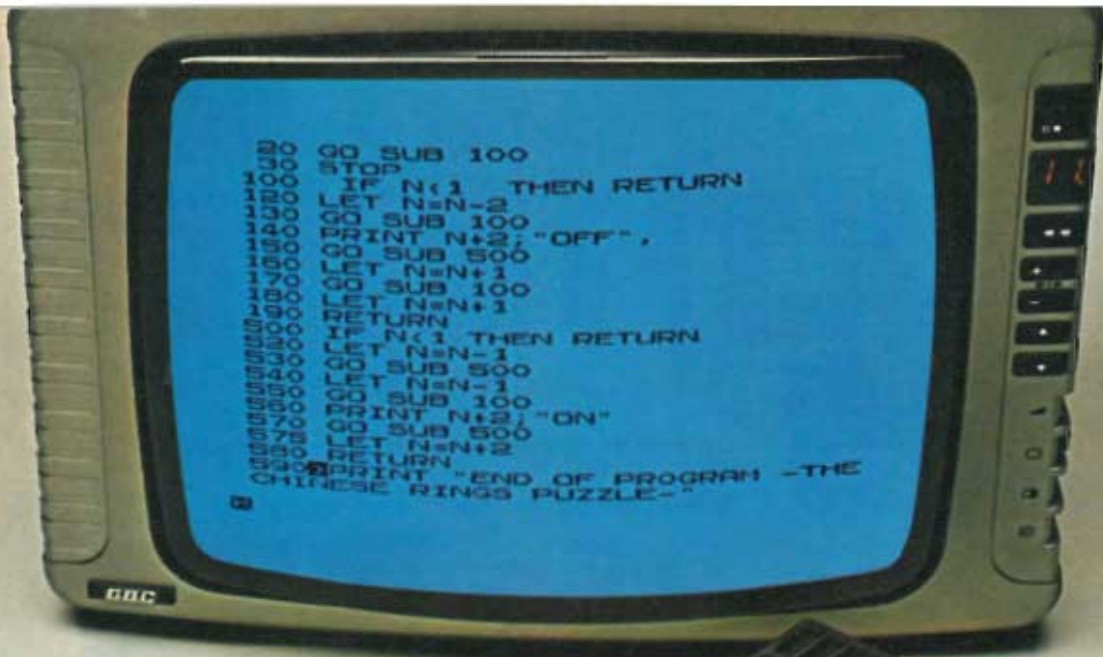 20 GO SUB 100
30 STOP
100 IF N<1 THEN RETURN
120 LET N=N-2
130 GO SUB 100
140 PRINT N+2;"OFF",
150 GO SUB 500
160 LET N=N+1
170 GO SUB 100
180 LET N=N+1
190 RETURN
500 IF N<1 THEN RETURN
520 LET N=N-1
530 GO SUB 500
540 LET N=N-1
550 GO SUB 100
560 PRINT N+2;"ON"
570 GO SUB 500
575 LET N=N+2
580 RETURN
590 PRINT "END OF PROGRAM -THE
CHINESE RINGS PUZZLE-"
GBC